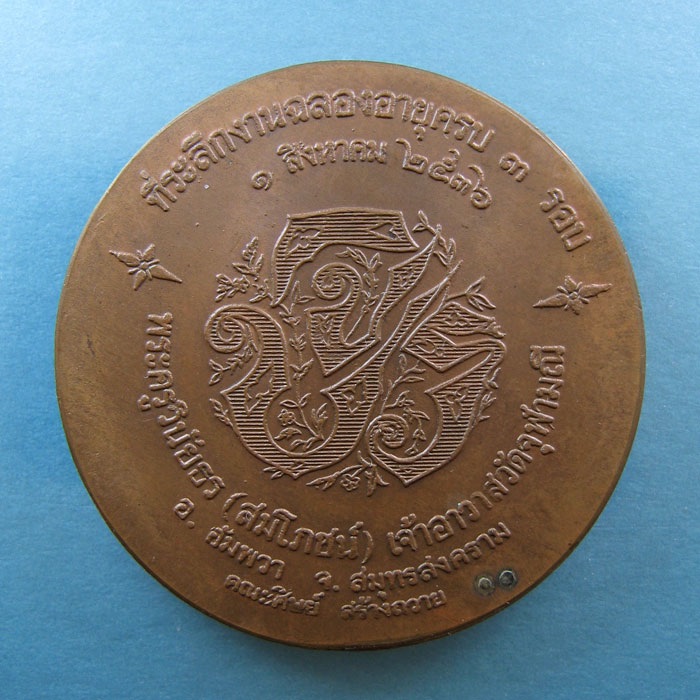 ที่ระลึกงานฉลองอายุครบ ๓ รอบ
๑ สิงหาคม ๒๕๓๖
พระครูวินัยธร (สมโภชน์) เจ้าอาวาสวัดจุฬามณี
อ. อัมพวา จ. สมุทรสงคราม
คณะศิษย์ สร้างถวาย